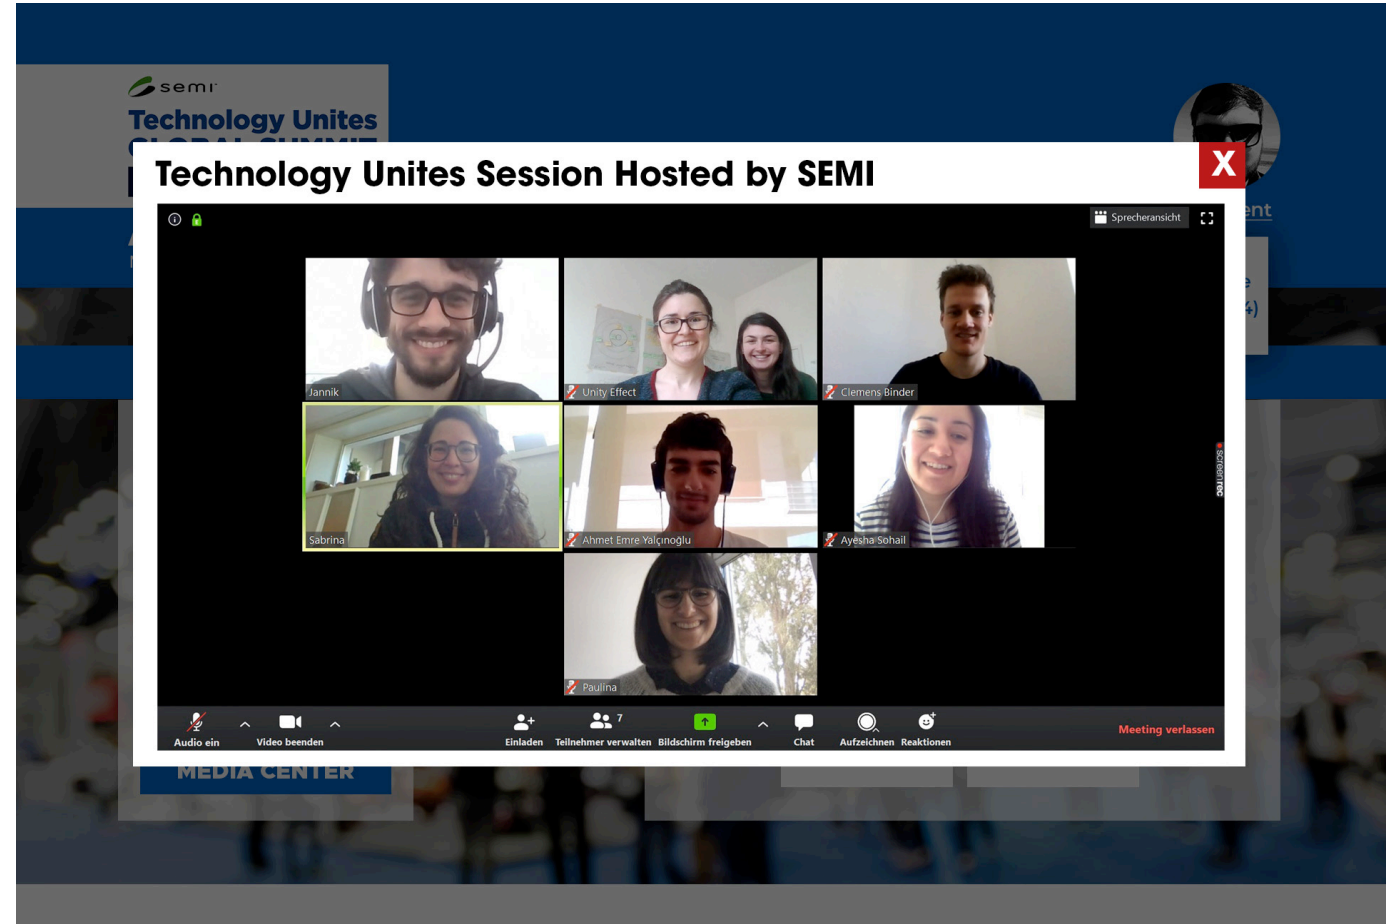 semi
Technology Unites
GLOBAL SUMMIT
Technology Unites Session Hosted by SEMI
X
Sprecheransicht
Jannik
Unity Effect
Clemens Binder
Sabrina
Ahmet Emre Yalçınoğlu
Ayesha Sohail
screenrec
Paulina
7
Audio ein
Video beenden
Einladen
Teilnehmer verwalten
Bildschirm freigeben
Chat
Aufzeichnen
Reaktionen
Meeting verlassen
MEDIA CENTER